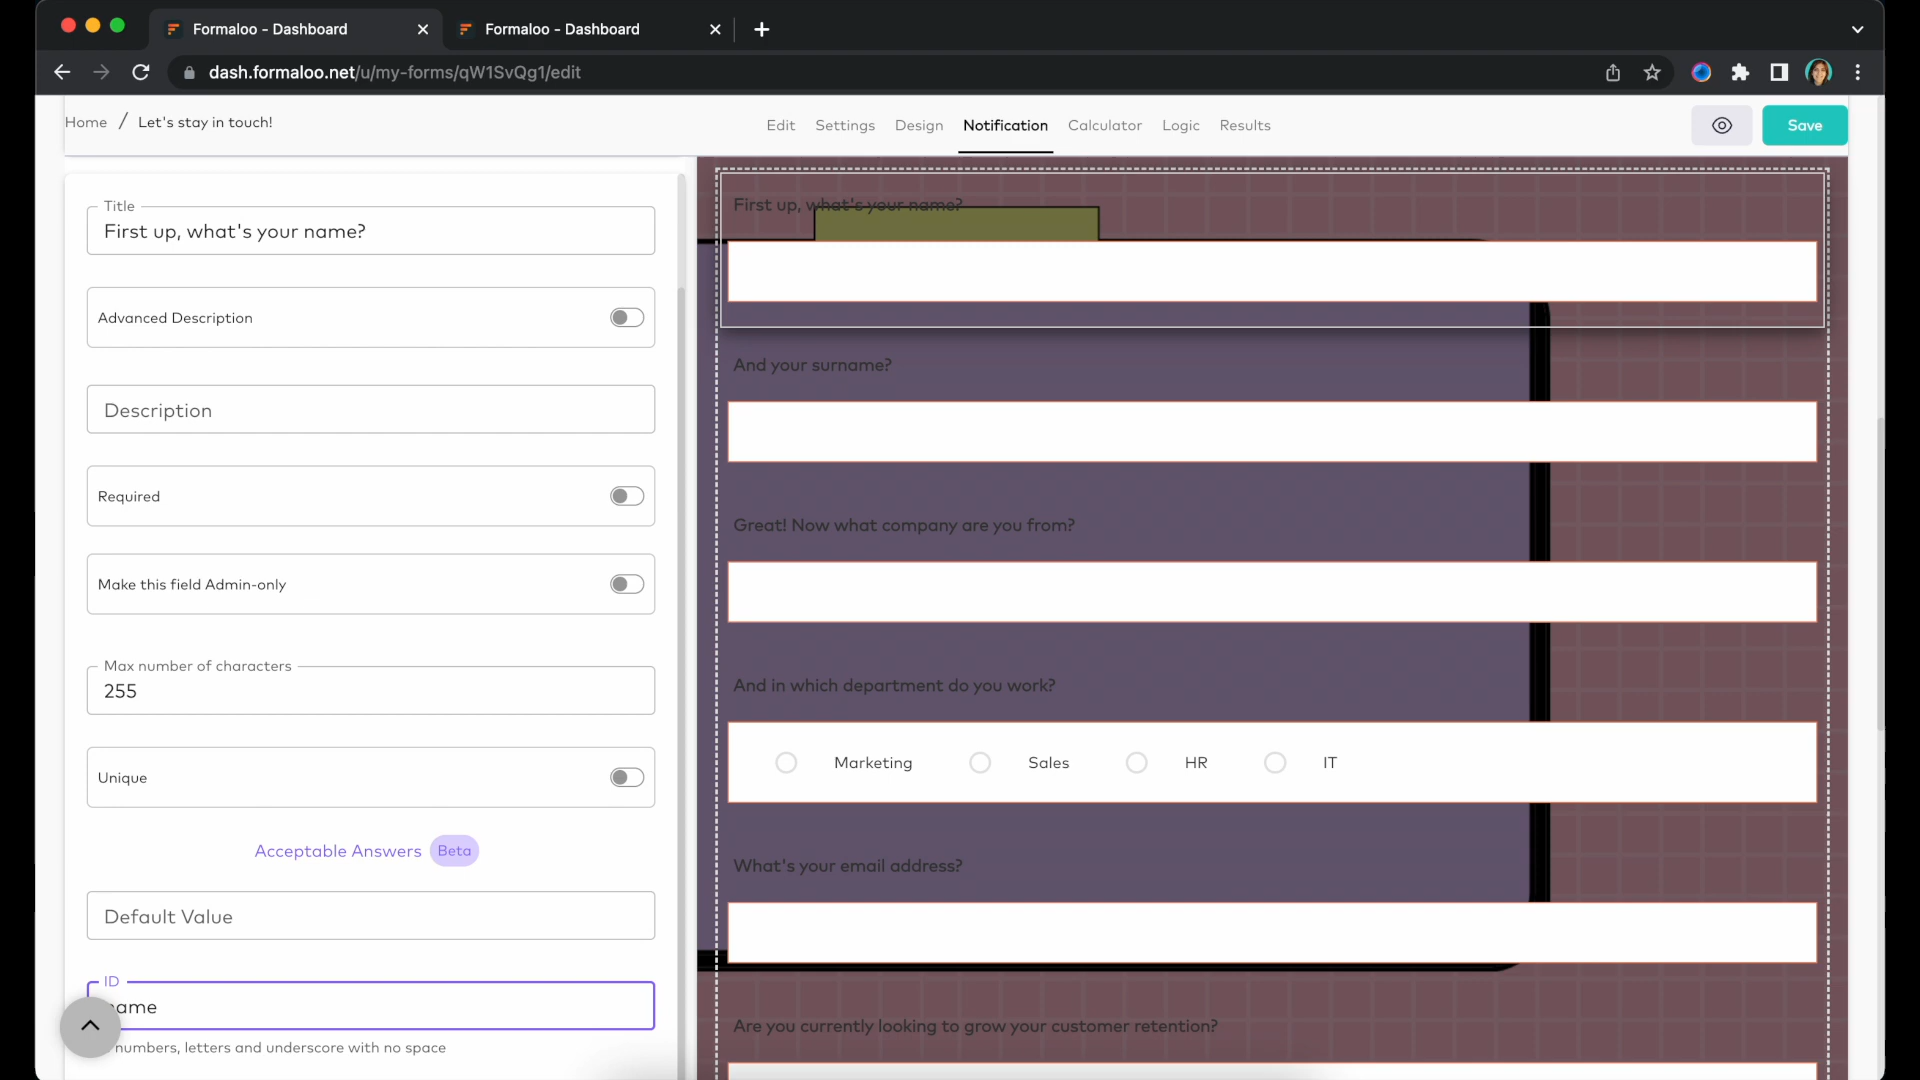 Formaloo - Dashboard
Formaloo - Dashboard
dash.formaloo.net/u/my-forms/qW1SvQg1/edit
Home / Let's stay in touch!
Edit
Settings
Design
Notification
Calculator
Logic
Results
Save
Title
First up, what's your name?
Advanced Description
Description
Required
Make this field Admin-only
Max number of characters
255
Unique
Acceptable Answers Beta
Default Value
ID
numbers, letters and underscore with no space
First up, what's your name?
And your surname?
Great! Now what company are you from?
And in which department do you work?
Marketing
Sales
HR
IT
What's your email address?
Are you currently looking to grow your customer retention?